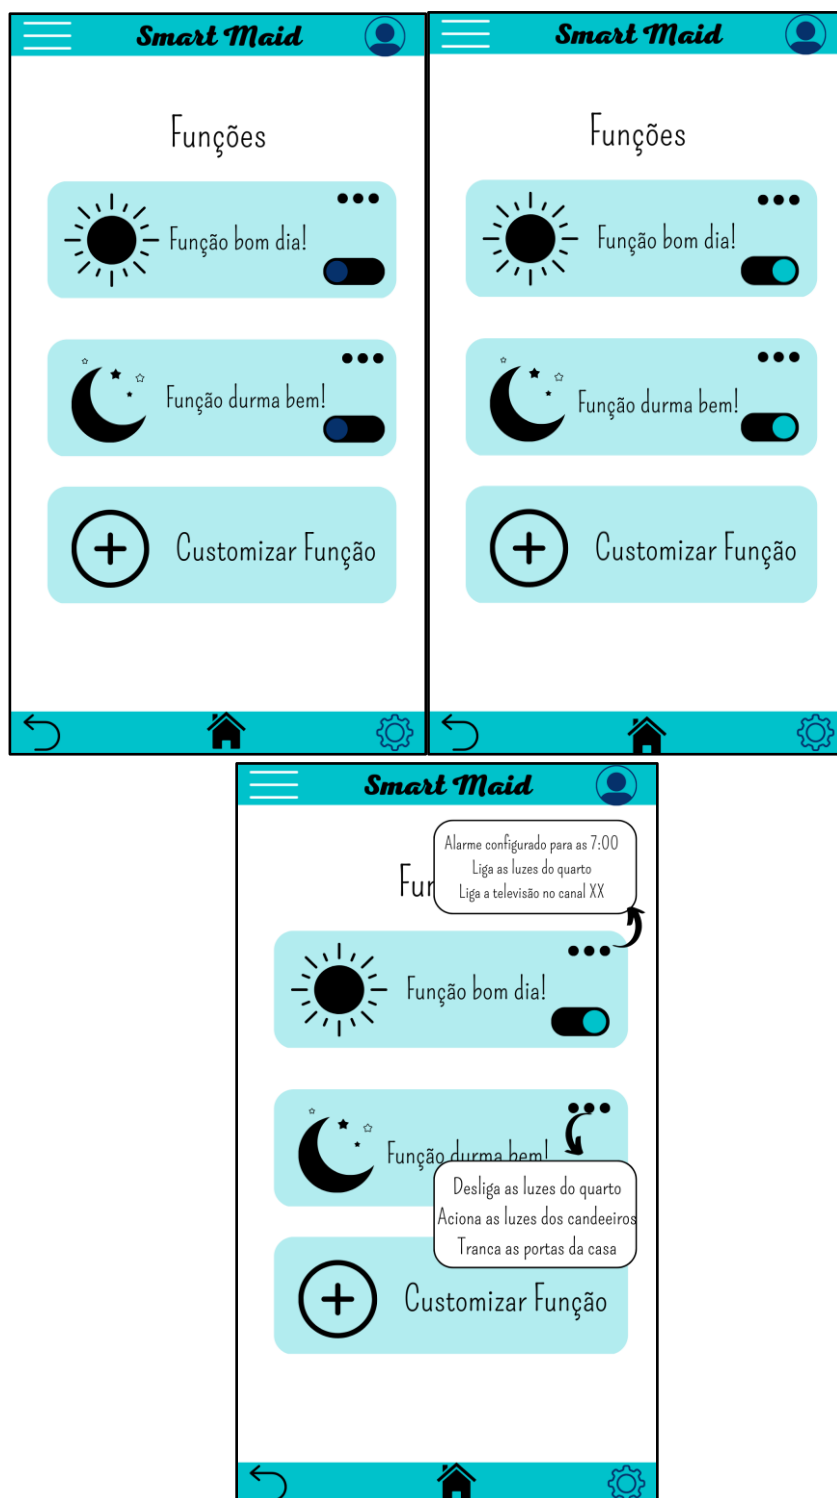 Smart Maid
Funções
Função bom dia!
Função durma bem!
Customizar Função
Smart Maid
Funções
Função bom dia!
Função durma bem!
Customizar Função
Smart Maid
Alarme configurado para as 7:00
Liga as luzes do quarto
Liga a televisão no canal XX
Fun
Função bom dia!
Função durma bem!
Desliga as luzes do quarto
Aciona as luzes dos candeeiros
Tranca as portas da casa
Customizar Função